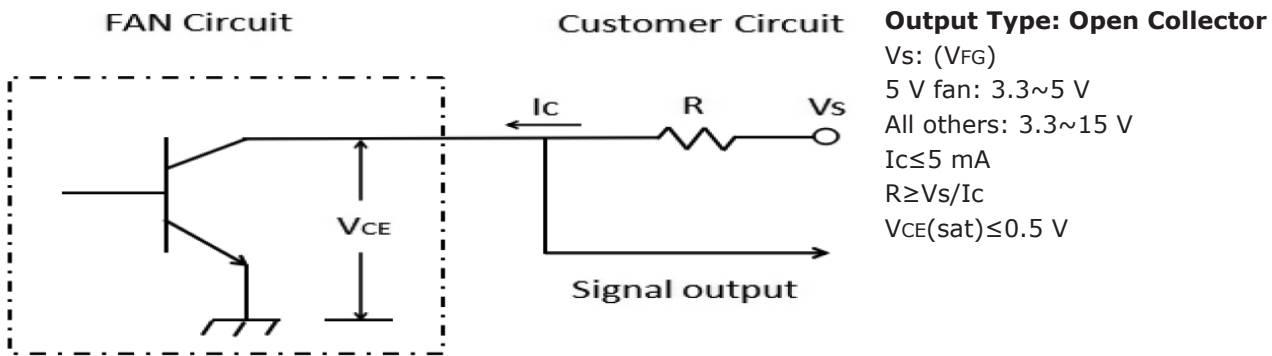 FAN Circuit
Customer Circuit
Ic
R
Vs
VCE
Signal output
Output Type: Open Collector
Vs: (VFG)
5 V fan: 3.3~5 V
All others: 3.3~15 V
Ic≤5 mA
R≥Vs/Ic
VCE(sat)≤0.5 V